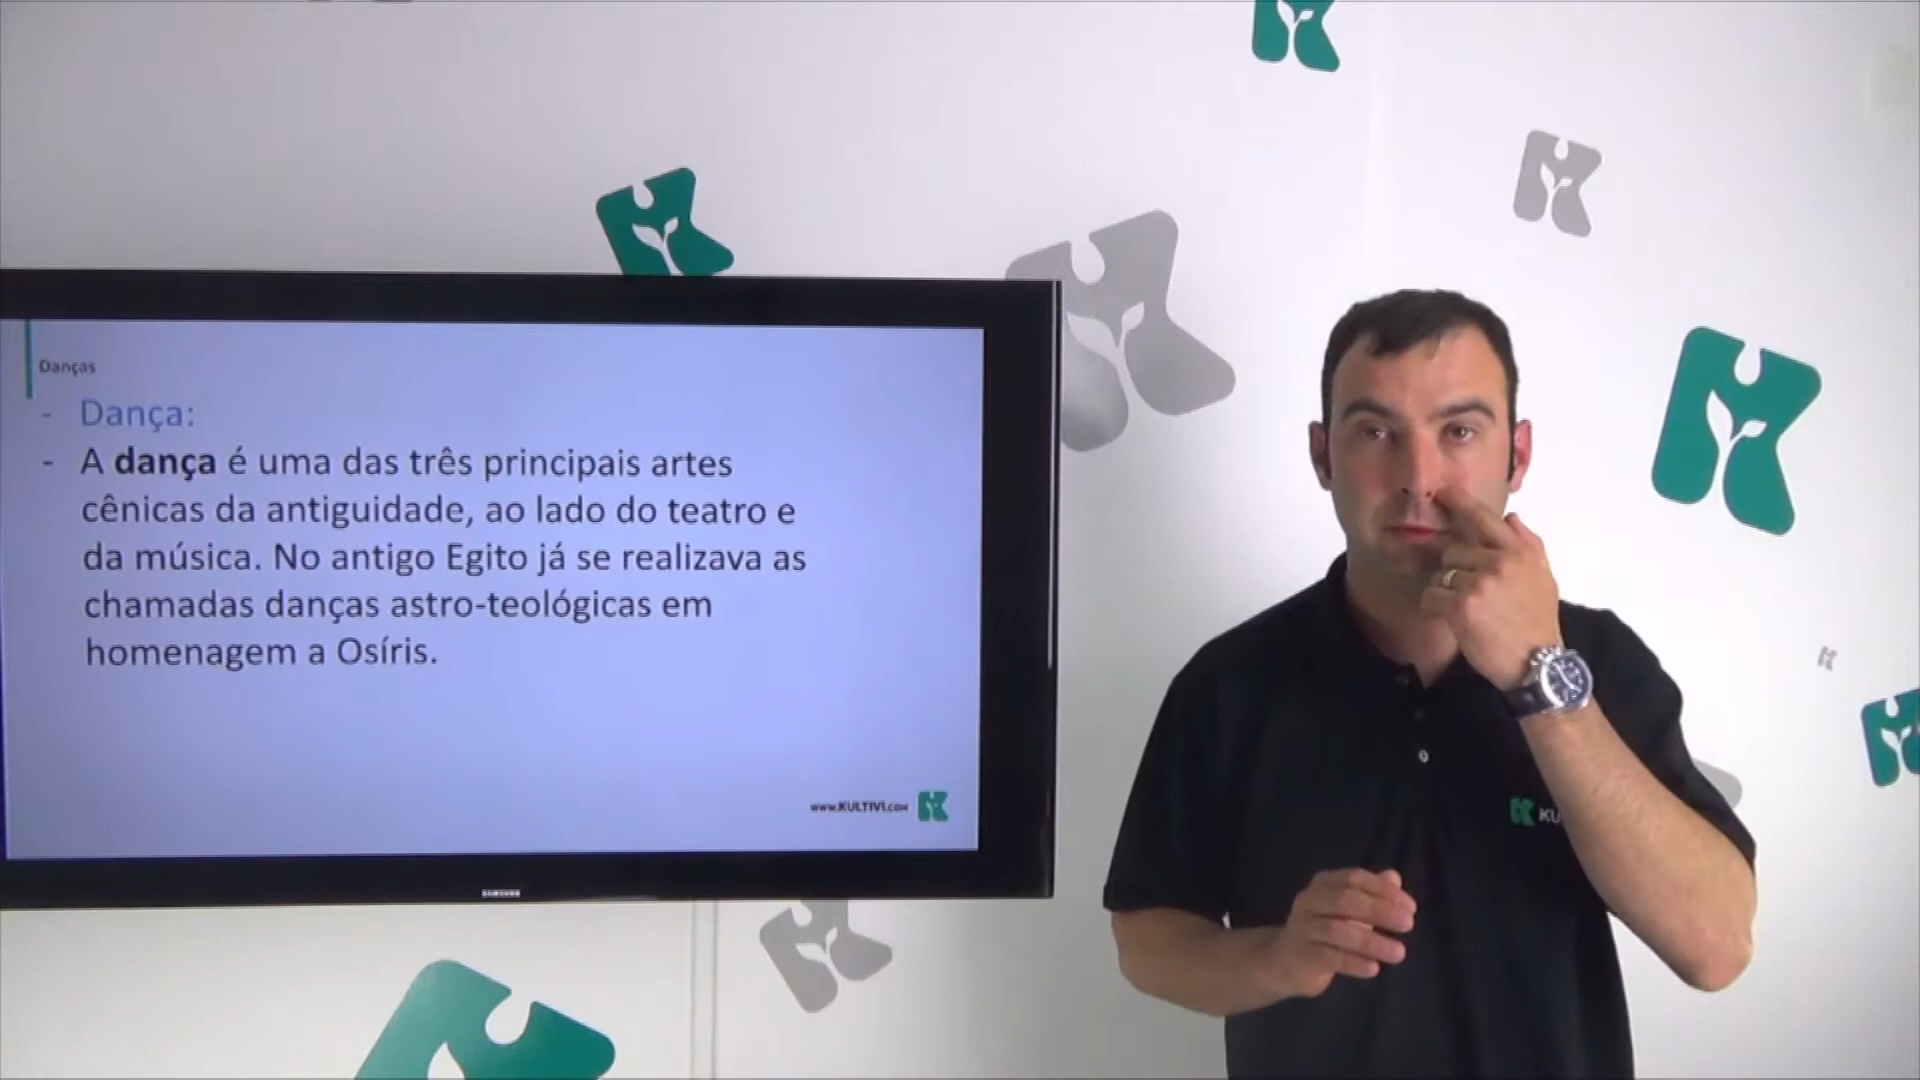 Danças
- Dança:
- A dança é uma das três principais artes
cênicas da antiguidade, ao lado do teatro e
da música. No antigo Egito já se realizava as
chamadas danças astro-teológicas em
homenagem a Osíris.
www.KULTIVI.com
SAMSUNG
KU